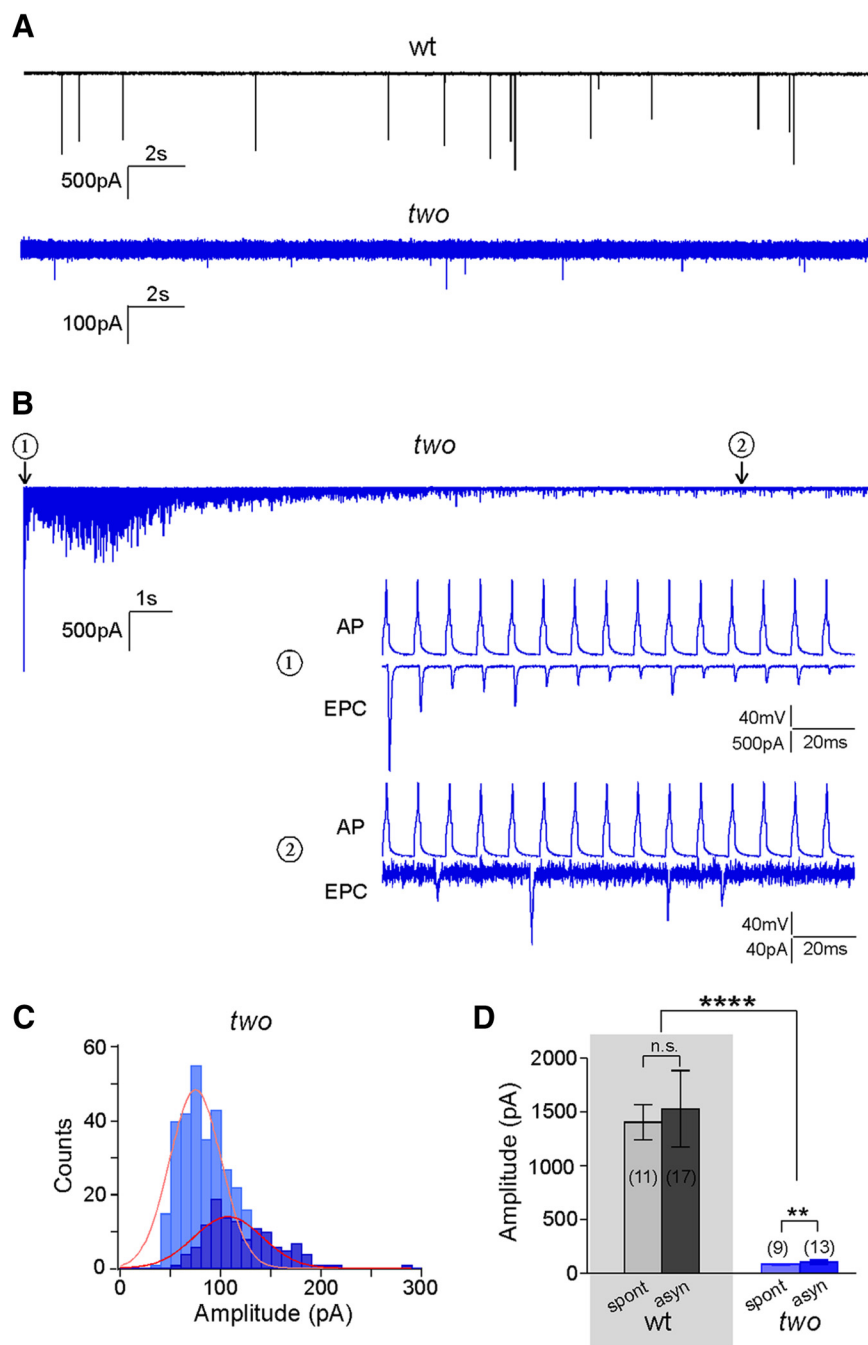 A
wt
2s
500pA
two
2s
100pA
B
1
two
2
1s
500pA
AP
1
EPC
40mV
500pA
20ms
AP
2
EPC
40mV
40pA
20ms
C
two
60
40
20
0
Counts
0
100
200
300
Amplitude (pA)
D
****
n.s.
2000
1500
1000
500
0
Amplitude (pA)
(11)
(17)
**
(9)
(13)
spont
asyn
spont
asyn
wt
two